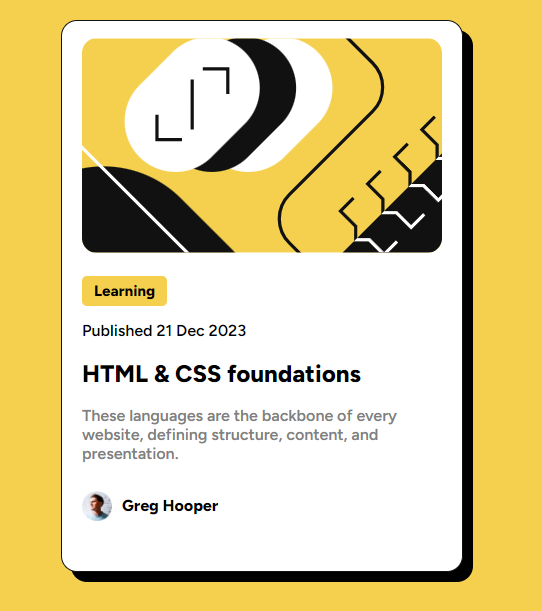 Learning
Published 21 Dec 2023
HTML & CSS foundations
These languages are the backbone of every
website, defining structure, content, and
presentation.
Greg Hooper